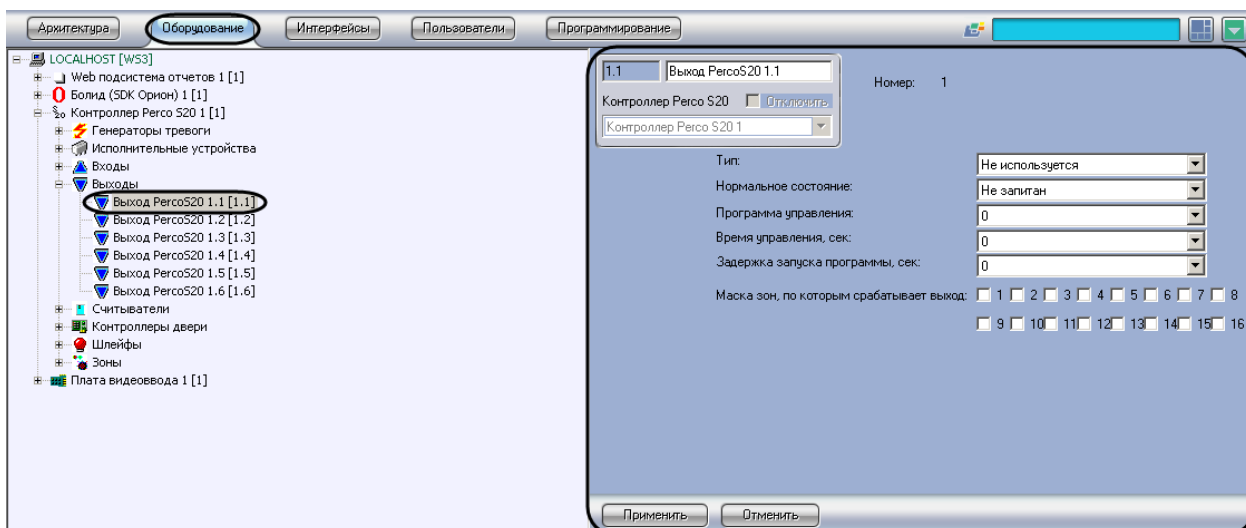 Архитектура Оборудование Интерфейсы Пользователи Программирование
LOCALHOST [WS3]
Web подсистема отчетов 1 [1]
Болид (SDK Орион) 1 [1]
Контроллер Perco S20 1 [1]
Генераторы тревоги
Исполнительные устройства
Входы
Выходы
Выход PercoS20 1.1 [1.1]
Выход PercoS20 1.2 [1.2]
Выход PercoS20 1.3 [1.3]
Выход PercoS20 1.4 [1.4]
Выход PercoS20 1.5 [1.5]
Выход PercoS20 1.6 [1.6]
Считыватели
Контроллеры двери
Шлейфы
Зоны
Плата видеоввода 1 [1]
1.1 Выход PercoS20 1.1
Номер: 1
Контроллер Perco S20 Отключить
Контроллер Perco S20 1
Тип: Не используется
Нормальное состояние: Не запитан
Программа управления: 0
Время управления, сек: 0
Задержка запуска программы, сек: 0
Маска зон, по которым срабатывает выход: 1 2 3 4 5 6 7 8
9 10 11 12 13 14 15 16
Применить Отменить